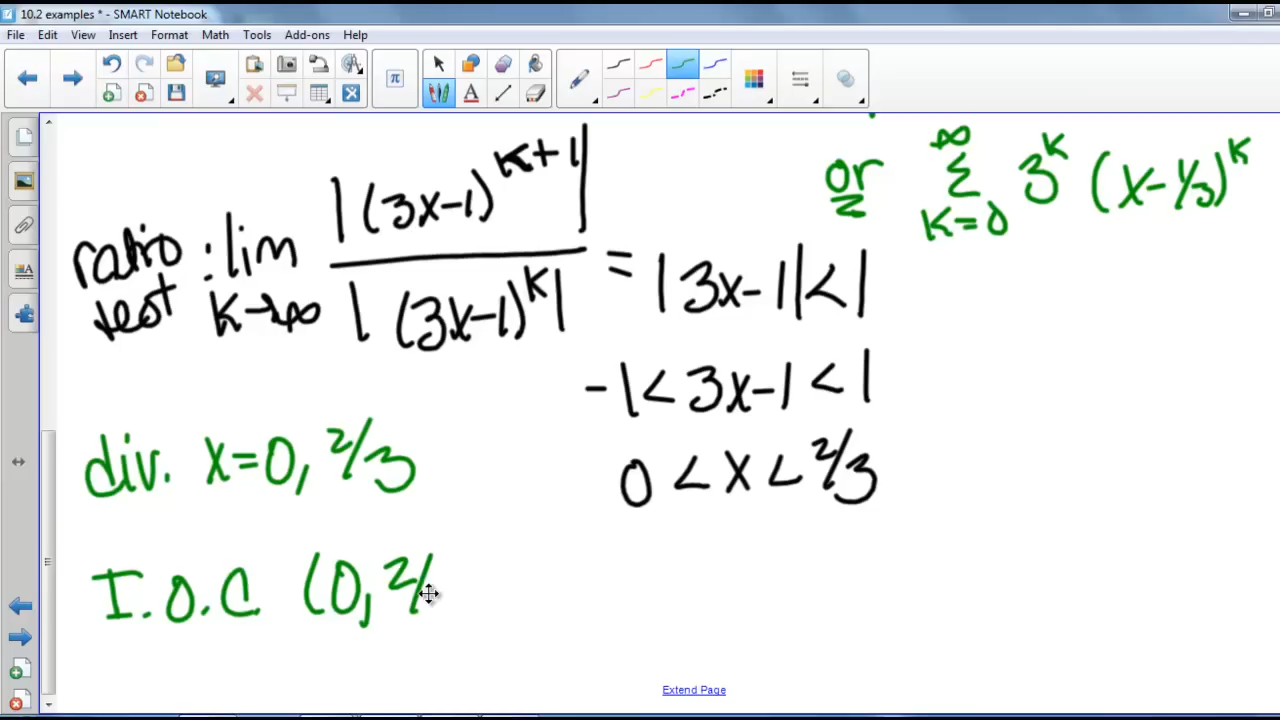 10.2 examples * - SMART Notebook
File Edit View Insert Format Math Tools Add-ons Help
π
A
or ∞ Σ K=0 3^K (x-1/3)^K
ratio test : lim K→∞ |(3x-1)^K+1| / |(3x-1)^K| = |3x-1|<1
-1<3x-1<1
0<x<2/3
div. x=0, 2/3
I.O.C (0, 2/
Extend Page